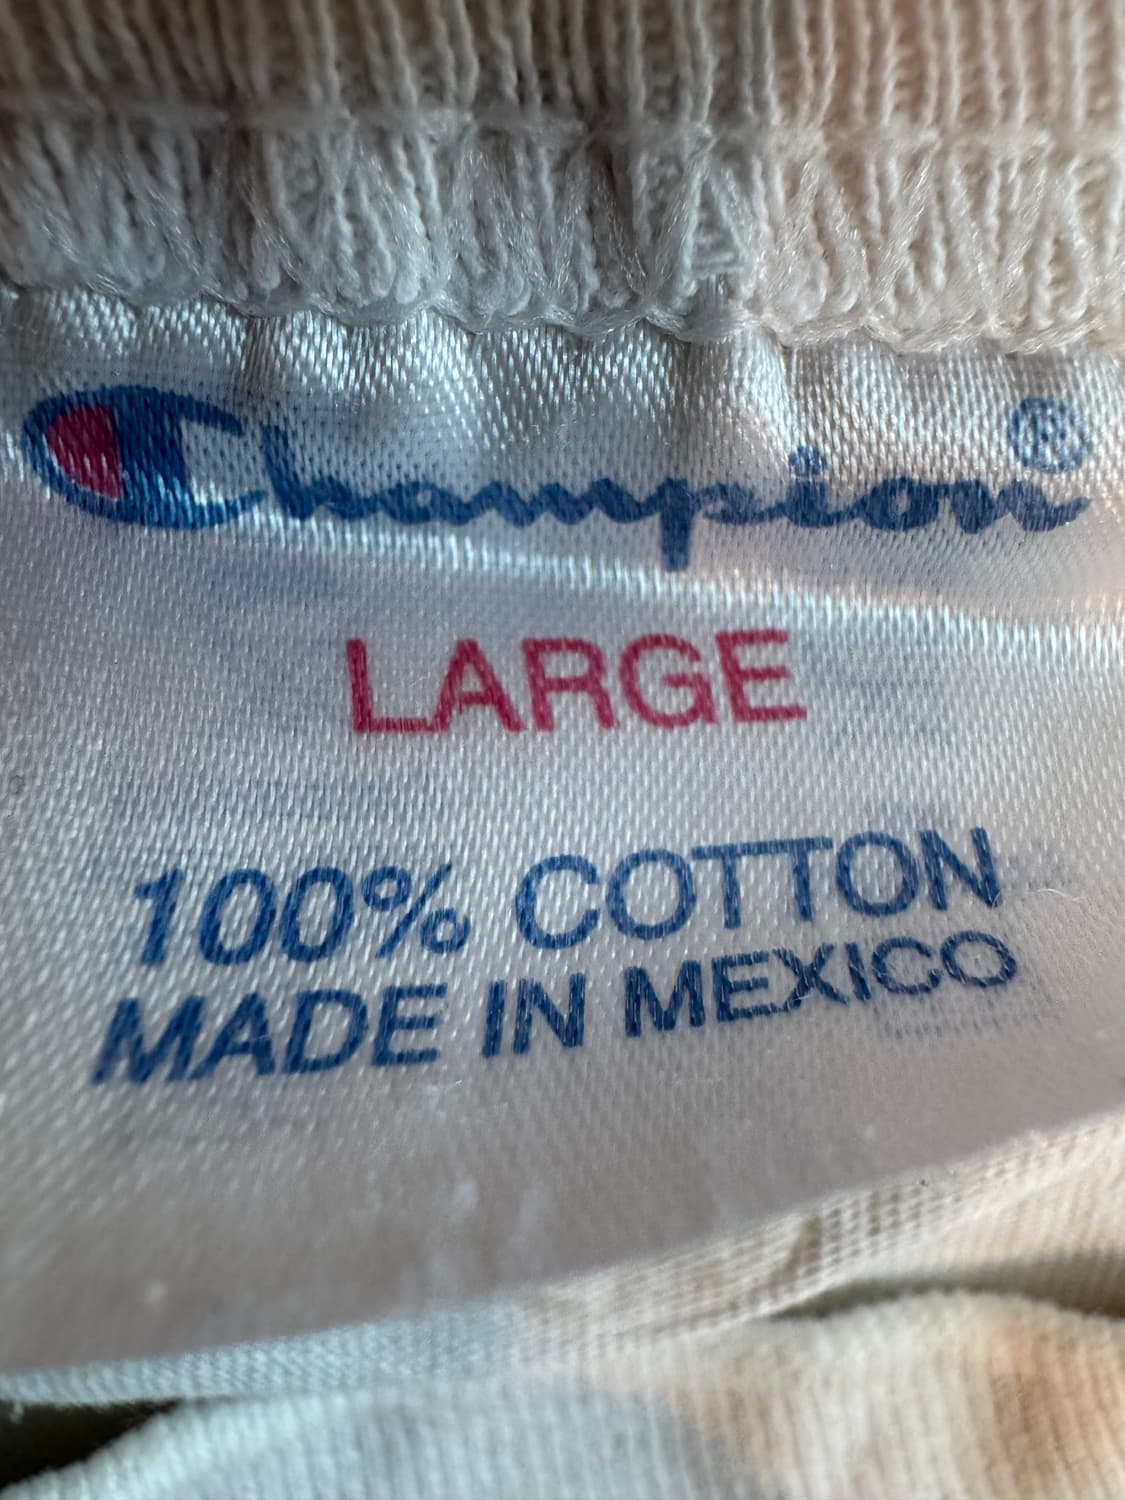 Champion®
LARGE
100% COTTON
MADE IN MEXICO